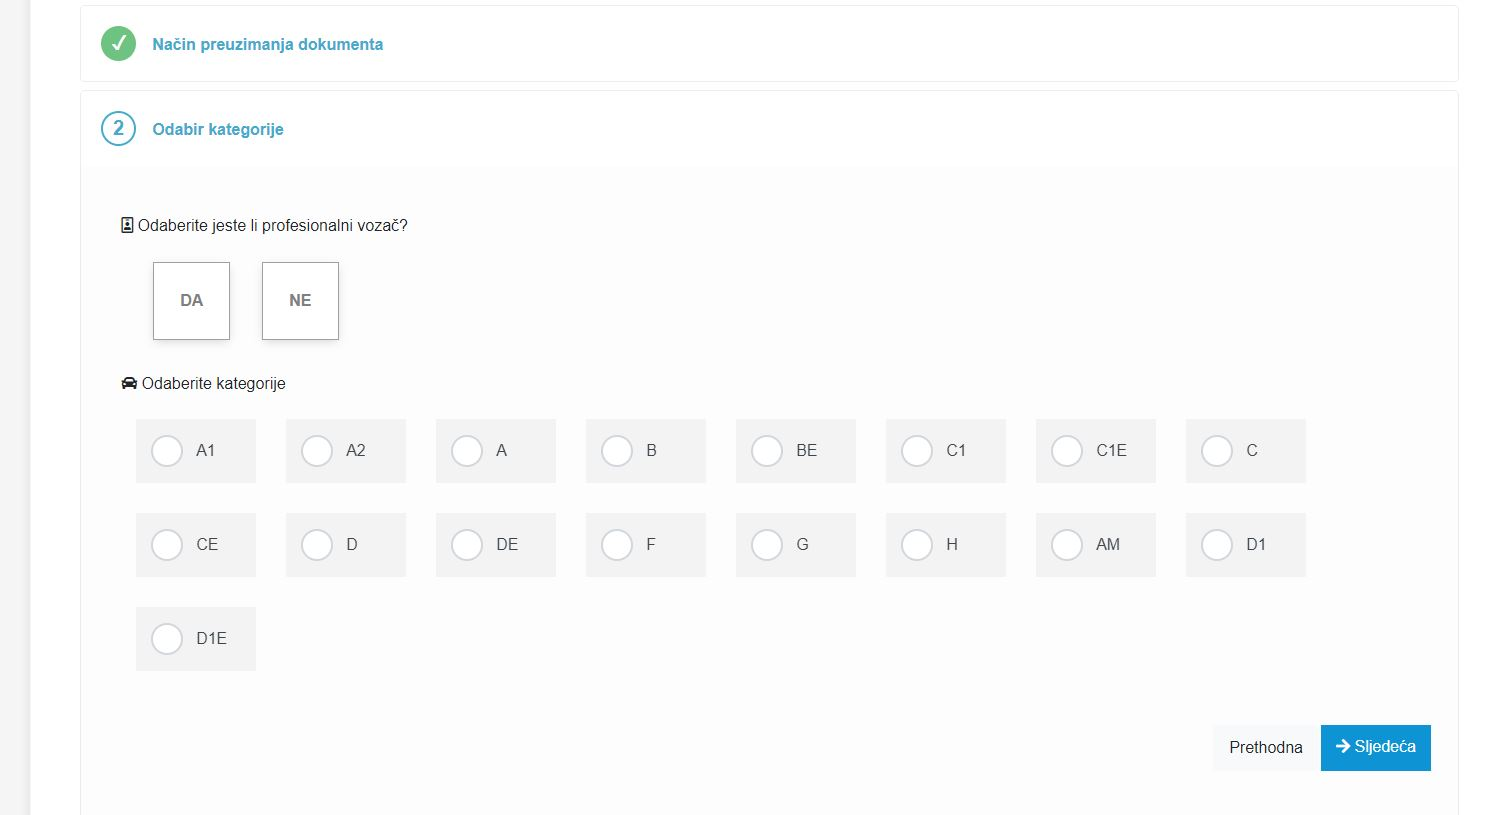 Način preuzimanja dokumenta
2 Odabir kategorije
Odaberite jeste li profesionalni vozač?
DA NE
Odaberite kategorije
A1 A2 A B BE C1 C1E C
CE D DE F G H AM D1
D1E
Prethodna Sljedeća